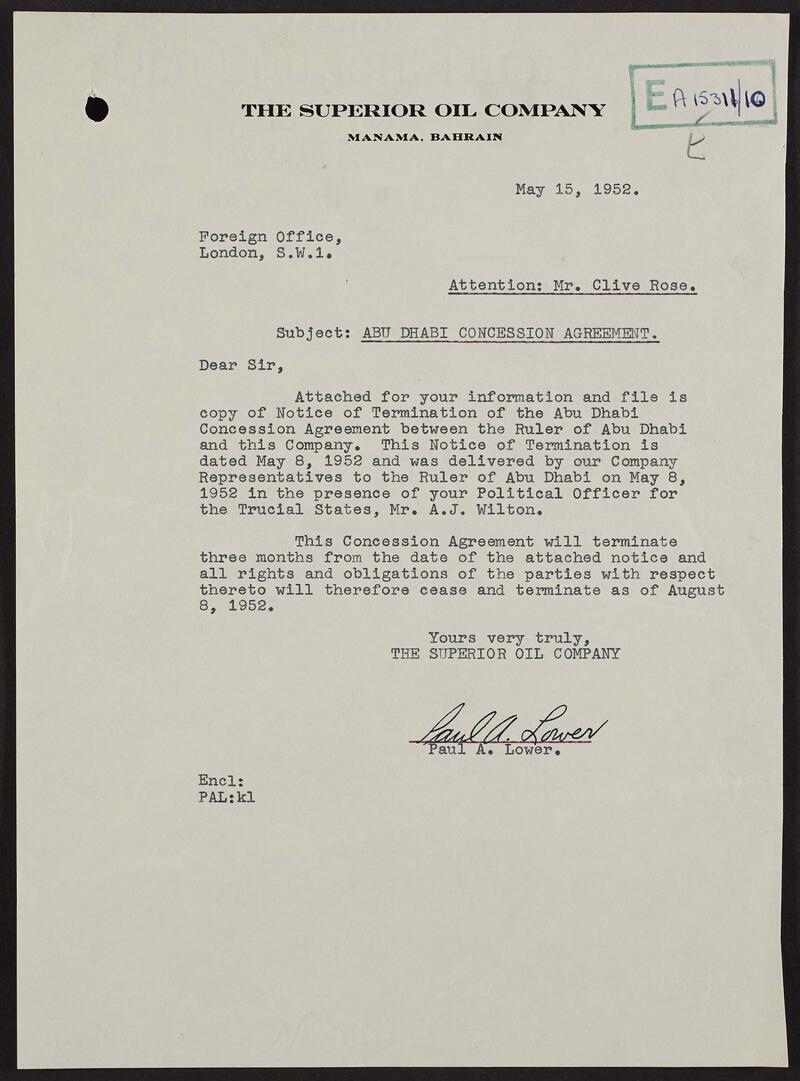 THE SUPERIOR OIL COMPANY
MANAMA, BAHRAIN
E A 1531/10
May 15, 1952.
Foreign Office,
London, S.W.1.
Attention: Mr. Clive Rose.
Subject: ABU DHABI CONCESSION AGREEMENT.
Dear Sir,
Attached for your information and file is
copy of Notice of Termination of the Abu Dhabi
Concession Agreement between the Ruler of Abu Dhabi
and this Company. This Notice of Termination is
dated May 8, 1952 and was delivered by our Company
Representatives to the Ruler of Abu Dhabi on May 8,
1952 in the presence of your Political Officer for
the Trucial States, Mr. A.J. Wilton.
This Concession Agreement will terminate
three months from the date of the attached notice and
all rights and obligations of the parties with respect
thereto will therefore cease and terminate as of August
8, 1952.
Yours very truly,
THE SUPERIOR OIL COMPANY
Paul A. Lower
Paul A. Lower.
Encl:
PAL:kl